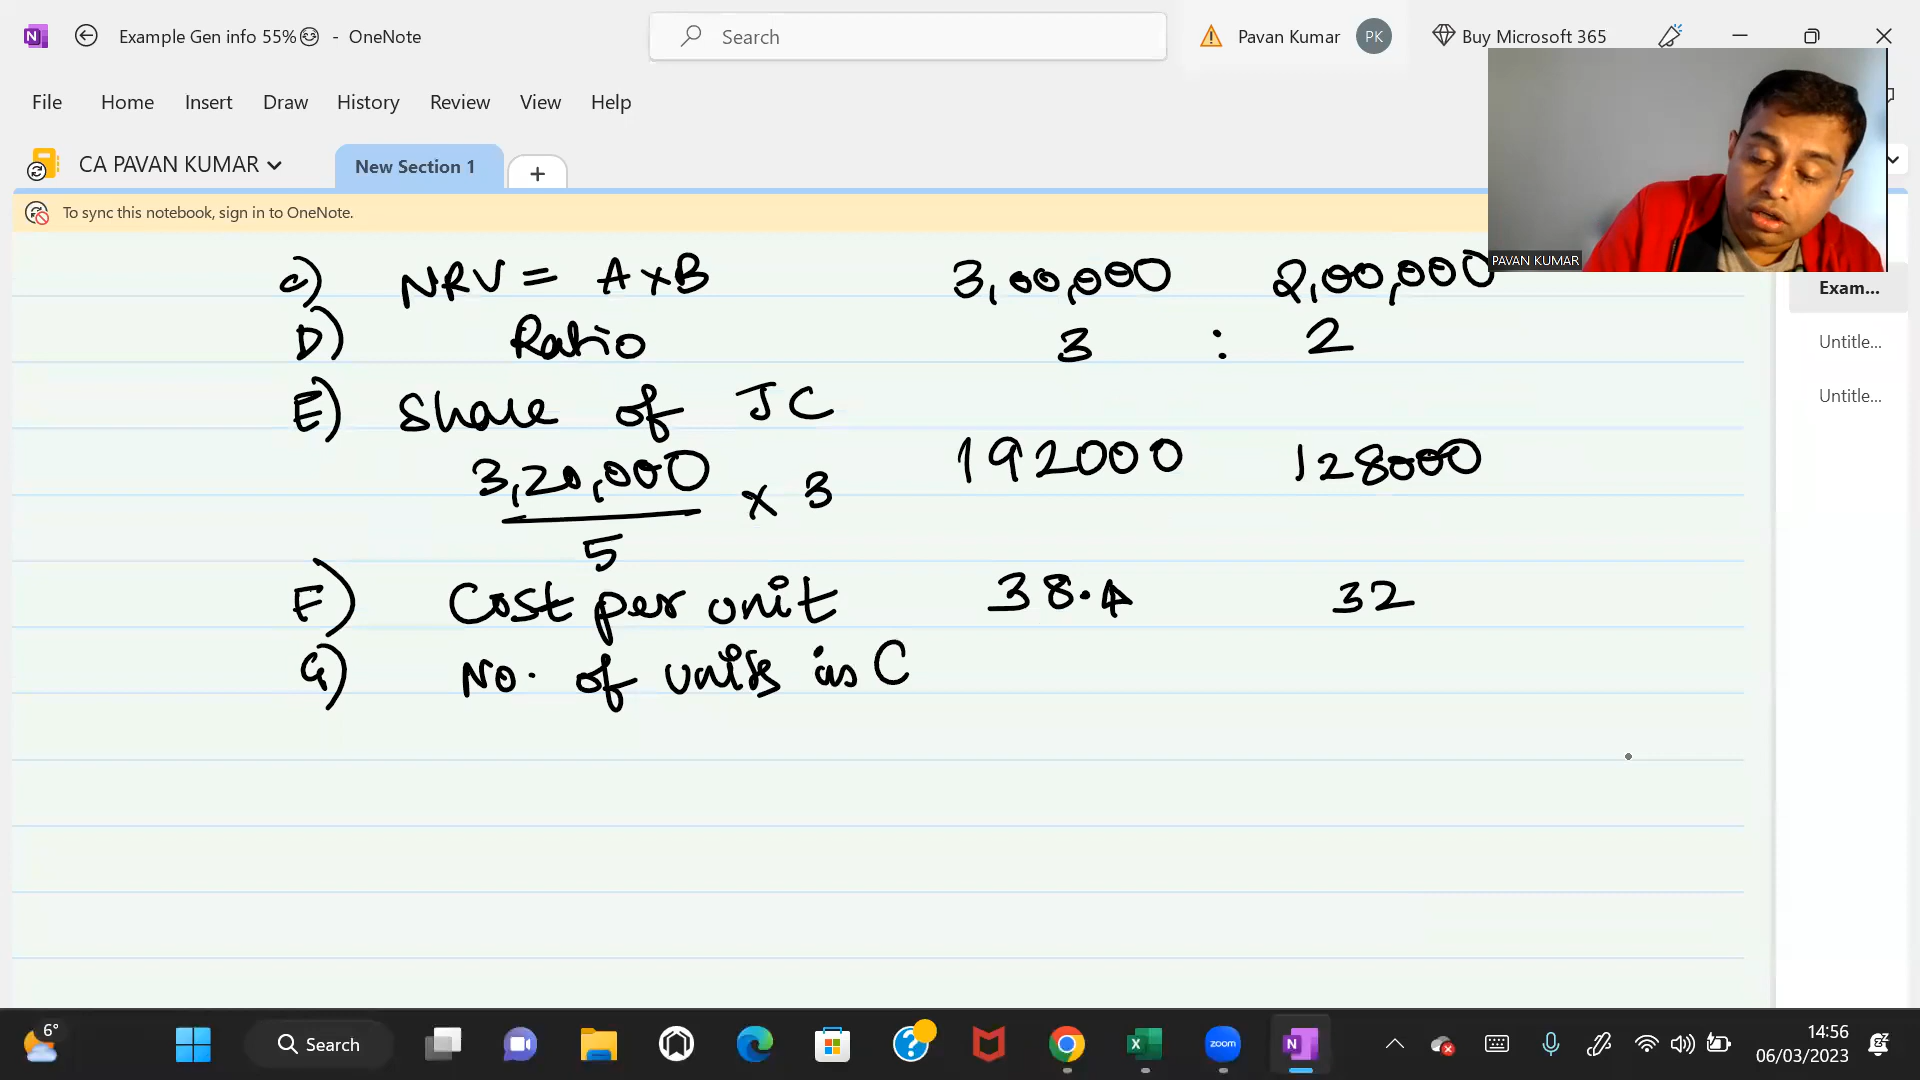 Example Gen info 55% - OneNote
Search
Pavan Kumar
PK
Buy Microsoft 365
File Home Insert Draw History Review View Help
CA PAVAN KUMAR
New Section 1
+
To sync this notebook, sign in to OneNote.
PAVAN KUMAR
Exam...
Untitle...
Untitle...
C) NRV = A×B 3,00,000 2,00,000
D) Ratio 3 : 2
E) Share of JC
192000 128000
3,20,000 × 3
5
F) Cost per unit 38.4 32
G) No. of units in C
6°
Search
zoom
14:56
06/03/2023